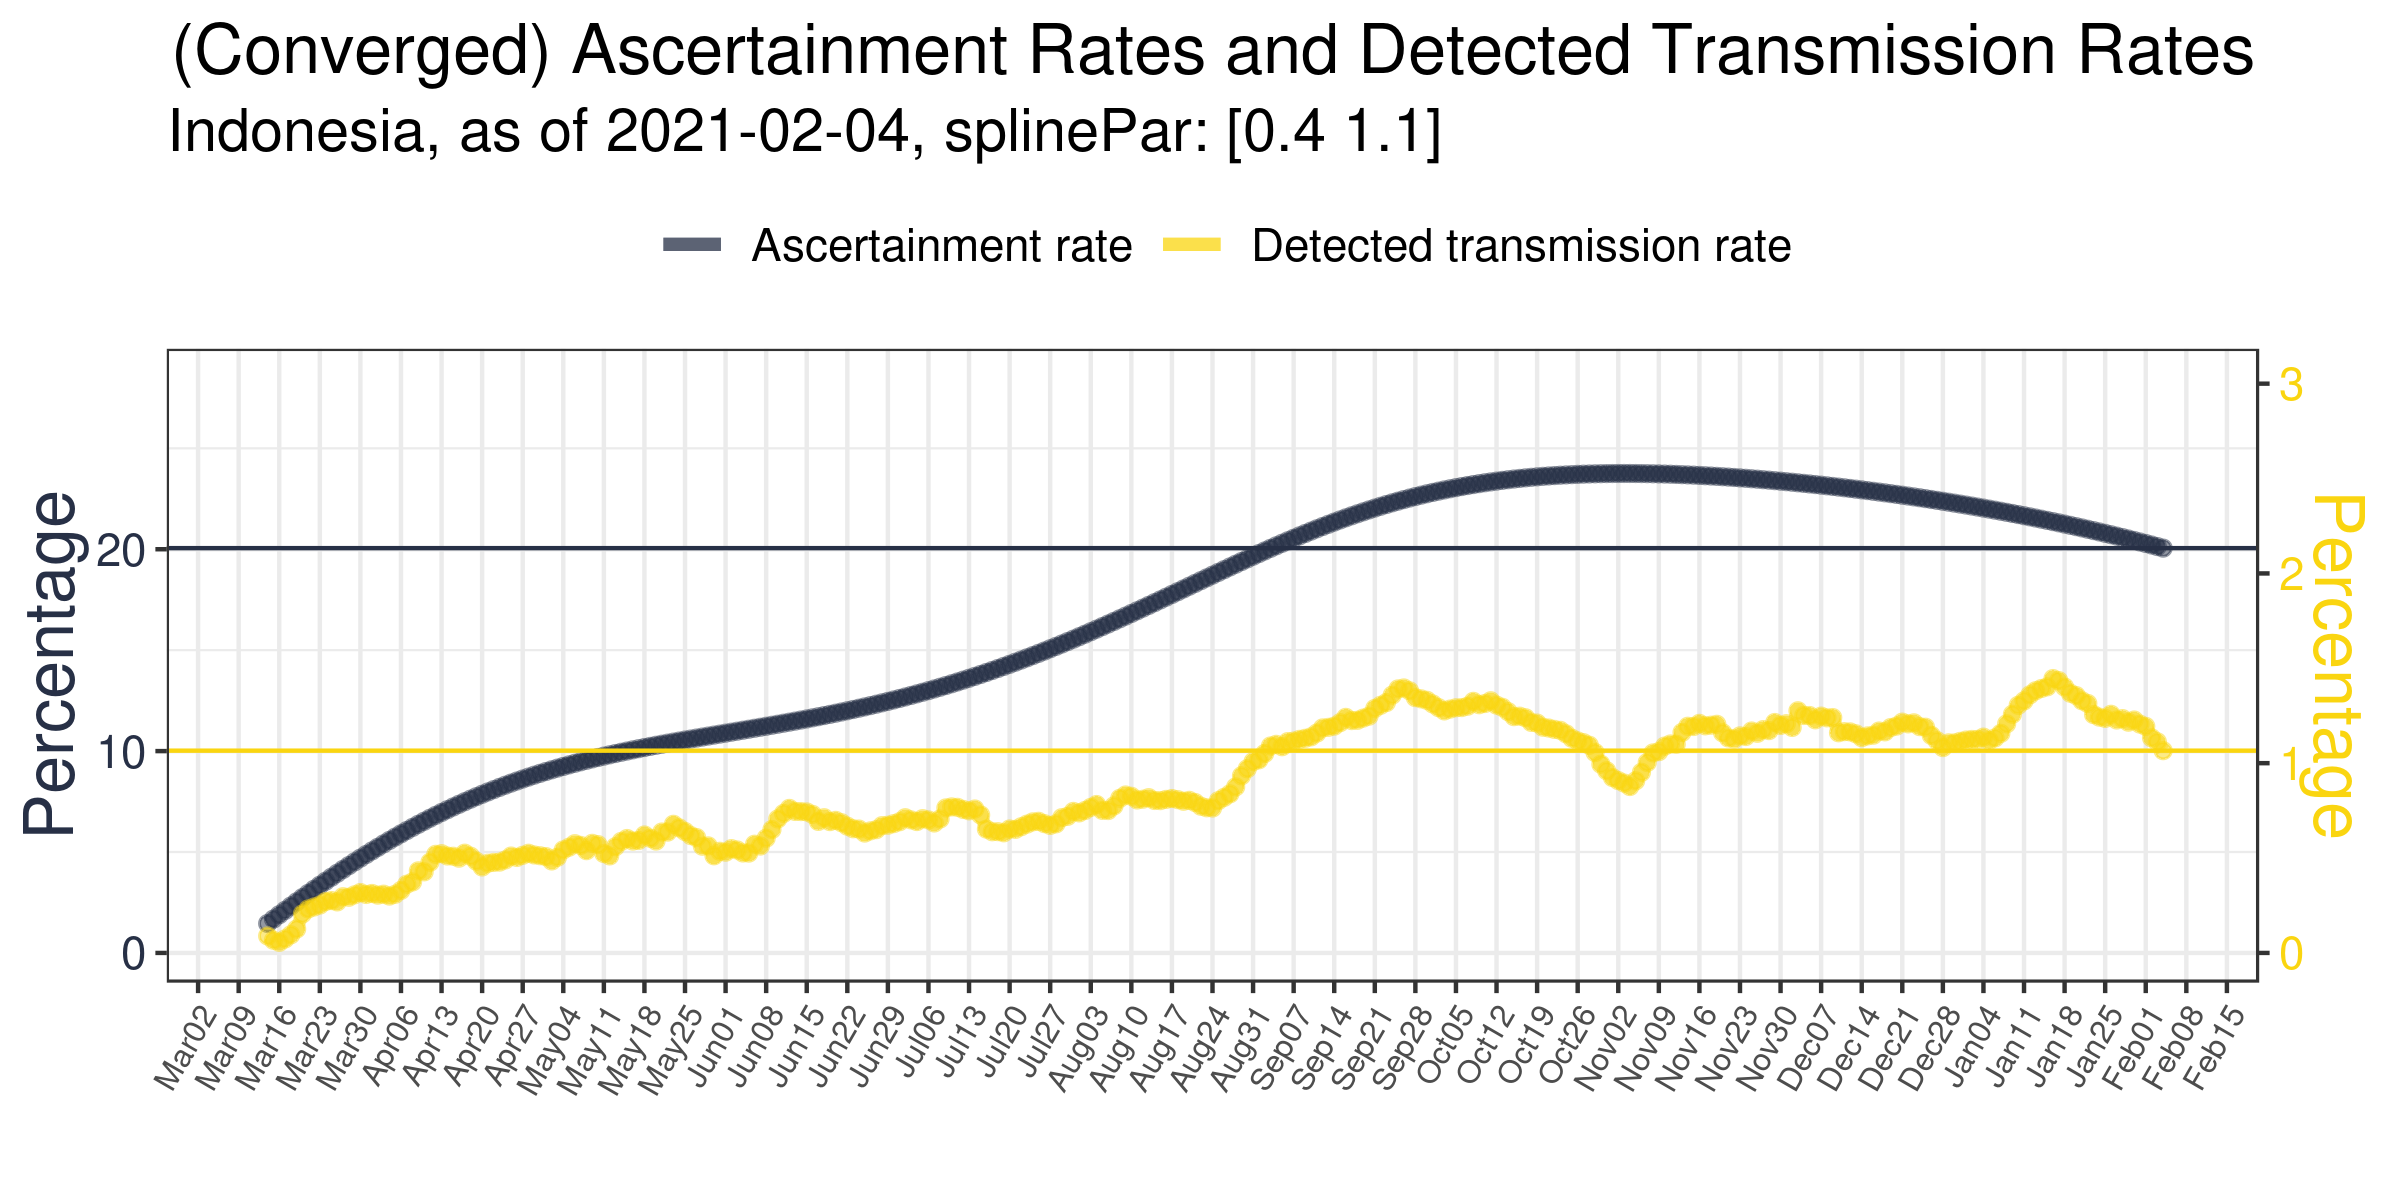 (Converged) Ascertainment Rates and Detected Transmission Rates
Indonesia, as of 2021-02-04, splinePar: [0.4 1.1]
Ascertainment rate
Detected transmission rate
Percentage
20
10
0
3
2
1
0
Percentage
Mar02
Mar09
Mar16
Mar23
Mar30
Apr06
Apr13
Apr20
Apr27
May04
May11
May18
May25
Jun01
Jun08
Jun15
Jun22
Jun29
Jul06
Jul13
Jul20
Jul27
Aug03
Aug10
Aug17
Aug24
Aug31
Sep07
Sep14
Sep21
Sep28
Oct05
Oct12
Oct19
Oct26
Nov02
Nov09
Nov16
Nov23
Nov30
Dec07
Dec14
Dec21
Dec28
Jan04
Jan11
Jan18
Jan25
Feb01
Feb08
Feb15